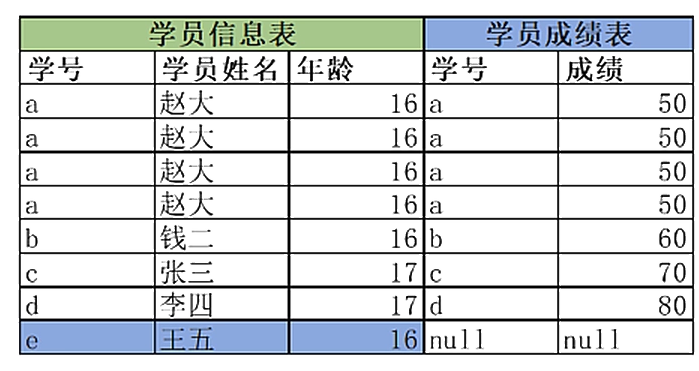 学员信息表 学员成绩表
学号 学员姓名 年龄 学号 成绩
a 赵大 16 a 50
a 赵大 16 a 50
a 赵大 16 a 50
a 赵大 16 a 50
b 钱二 16 b 60
c 张三 17 c 70
d 李四 17 d 80
e 王五 16 null null